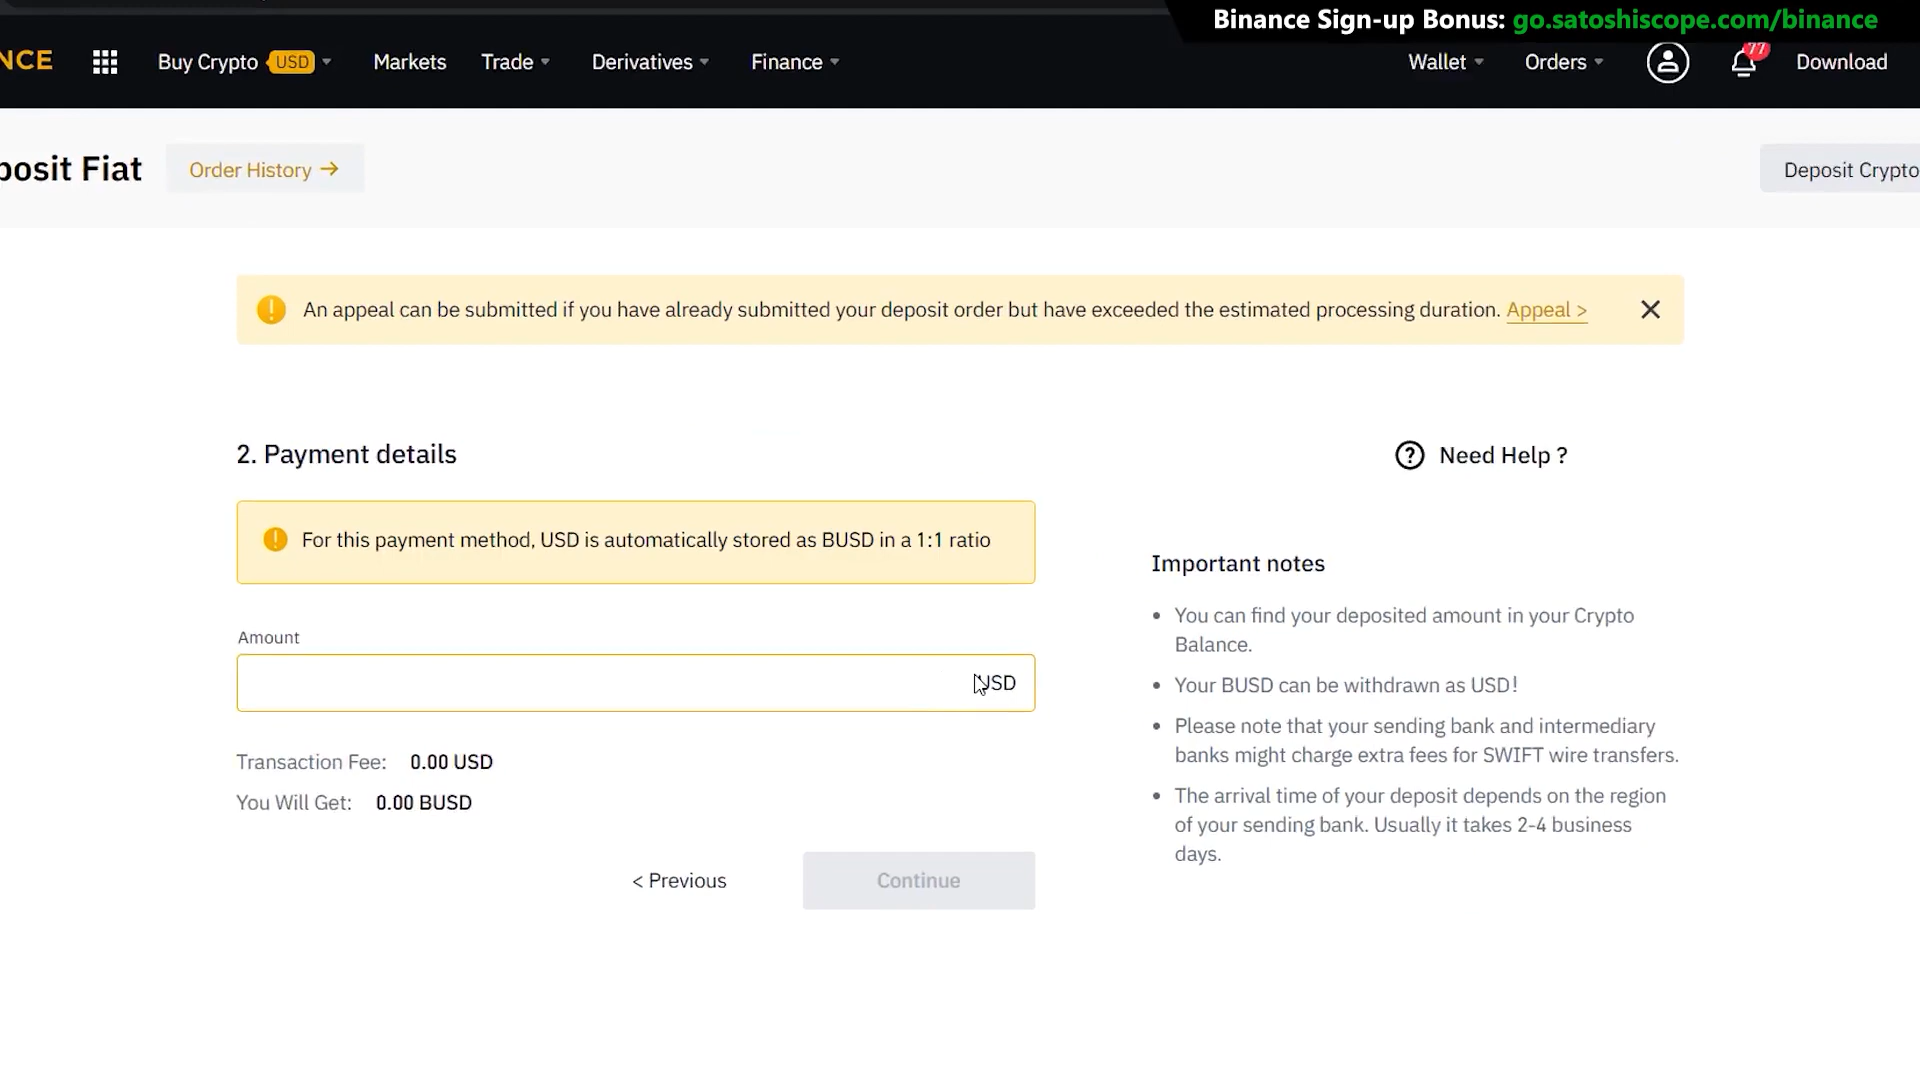 Binance Sign-up Bonus: go.satoshiscope.com/binance
NCE Buy Crypto USD Markets Trade Derivatives Finance Wallet Orders 77 Download
posit Fiat Order History → Deposit Crypto
An appeal can be submitted if you have already submitted your deposit order but have exceeded the estimated processing duration. Appeal >
2. Payment details
For this payment method, USD is automatically stored as BUSD in a 1:1 ratio
Amount
USD
Transaction Fee: 0.00 USD
You Will Get: 0.00 BUSD
< Previous Continue
Need Help ?
Important notes
• You can find your deposited amount in your Crypto
Balance.
• Your BUSD can be withdrawn as USD!
• Please note that your sending bank and intermediary
banks might charge extra fees for SWIFT wire transfers.
• The arrival time of your deposit depends on the region
of your sending bank. Usually it takes 2-4 business
days.